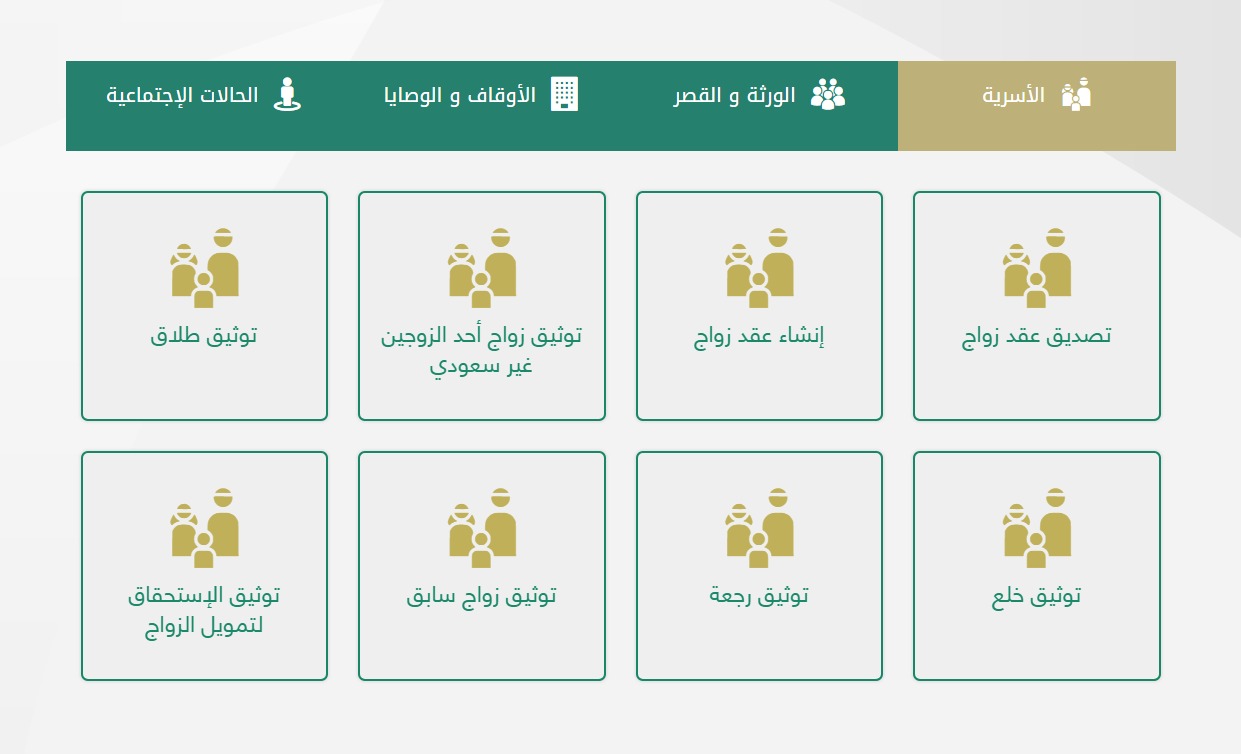 الأسرية
الورثة و القصر
الأوقاف و الوصايا
الحالات الإجتماعية
تصديق عقد زواج
إنشاء عقد زواج
توثيق زواج أحد الزوجين
غير سعودي
توثيق طلاق
توثيق خلع
توثيق رجعة
توثيق زواج سابق
توثيق الإستحقاق
لتمويل الزواج